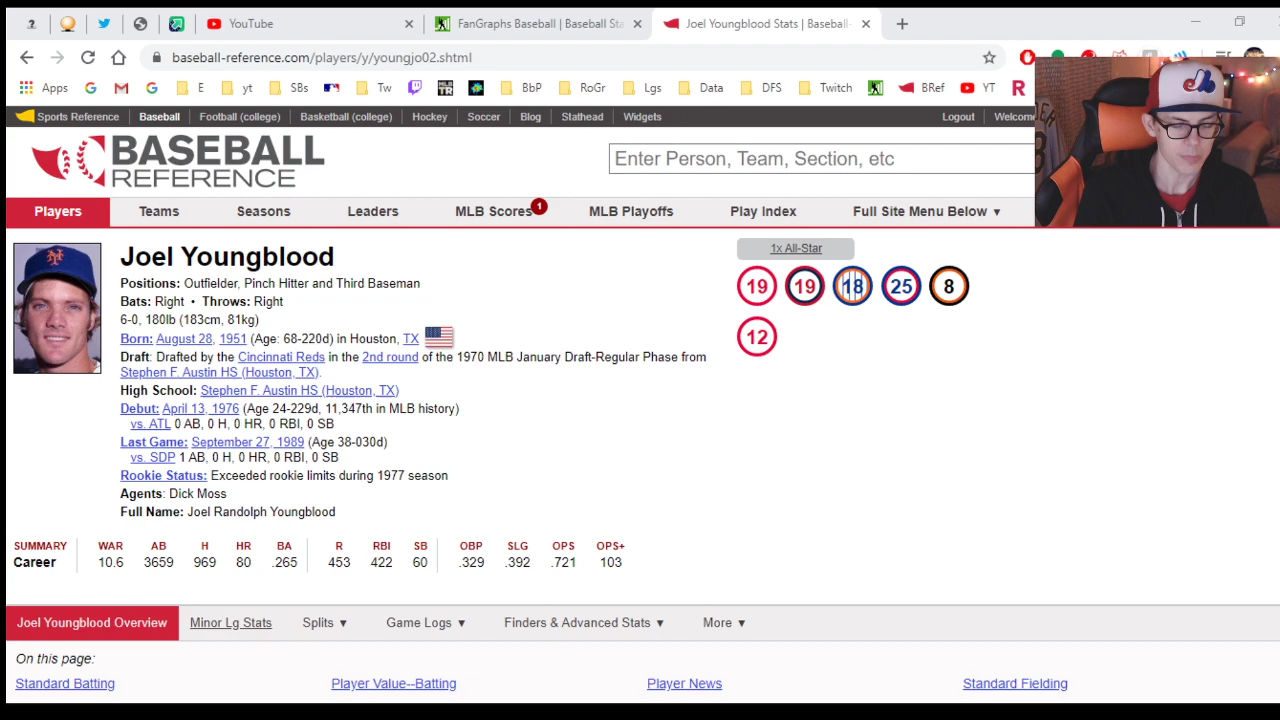 YouTube
FanGraphs Baseball | Baseball Sta
Joel Youngblood Stats | Baseball-
baseball-reference.com/players/y/youngjo02.shtml
Apps E yt SBs Tw BbP RoGr Lgs Data DFS Twitch BRef YT
Sports Reference Baseball Football (college) Basketball (college) Hockey Soccer Blog Stathead Widgets Logout Welcome
BASEBALL
REFERENCE
Enter Person, Team, Section, etc
Players Teams Seasons Leaders MLB Scores 1 MLB Playoffs Play Index Full Site Menu Below ▼
Joel Youngblood
Positions: Outfielder, Pinch Hitter and Third Baseman
Bats: Right • Throws: Right
6-0, 180lb (183cm, 81kg)
Born: August 28, 1951 (Age: 68-220d) in Houston, TX
Draft: Drafted by the Cincinnati Reds in the 2nd round of the 1970 MLB January Draft-Regular Phase from
Stephen F. Austin HS (Houston, TX).
High School: Stephen F. Austin HS (Houston, TX)
Debut: April 13, 1976 (Age 24-229d, 11,347th in MLB history)
vs. ATL 0 AB, 0 H, 0 HR, 0 RBI, 0 SB
Last Game: September 27, 1989 (Age 38-030d)
vs. SDP 1 AB, 0 H, 0 HR, 0 RBI, 0 SB
Rookie Status: Exceeded rookie limits during 1977 season
Agents: Dick Moss
Full Name: Joel Randolph Youngblood
1x All-Star
19 19 18 25 8
12
SUMMARY WAR AB H HR BA R RBI SB OBP SLG OPS OPS+
Career 10.6 3659 969 80 .265 453 422 60 .329 .392 .721 103
Joel Youngblood Overview Minor Lg Stats Splits ▼ Game Logs ▼ Finders & Advanced Stats ▼ More ▼
On this page:
Standard Batting Player Value--Batting Player News Standard Fielding